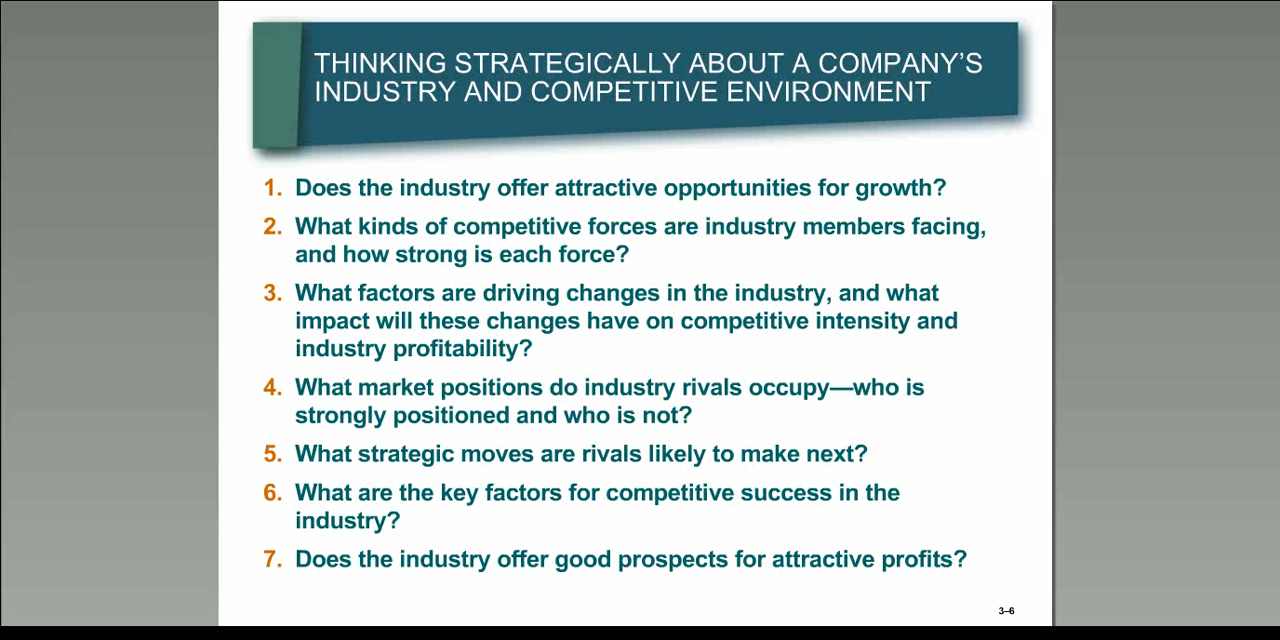 THINKING STRATEGICALLY ABOUT A COMPANY’S
INDUSTRY AND COMPETITIVE ENVIRONMENT
1. Does the industry offer attractive opportunities for growth?
2. What kinds of competitive forces are industry members facing,
and how strong is each force?
3. What factors are driving changes in the industry, and what
impact will these changes have on competitive intensity and
industry profitability?
4. What market positions do industry rivals occupy—who is
strongly positioned and who is not?
5. What strategic moves are rivals likely to make next?
6. What are the key factors for competitive success in the
industry?
7. Does the industry offer good prospects for attractive profits?
3–6